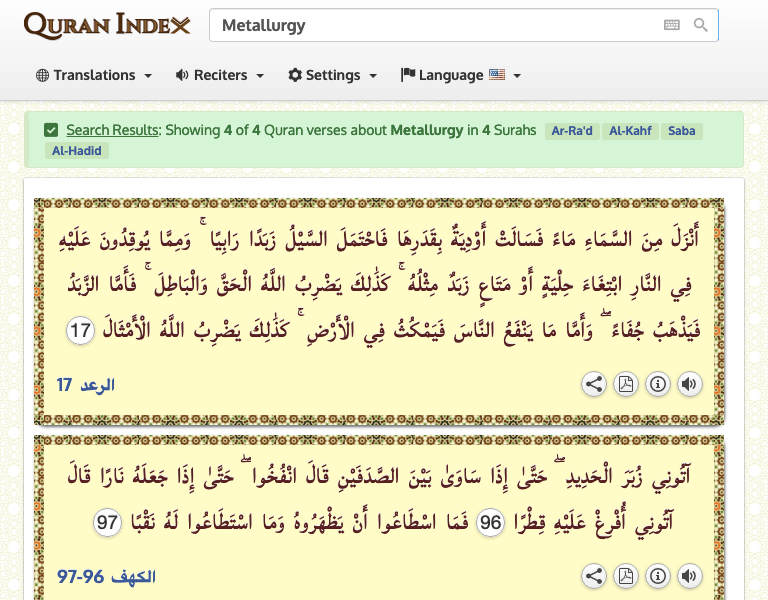 QURAN INDEX
Metallurgy
Translations Reciters Settings Language
Search Results: Showing 4 of 4 Quran verses about Metallurgy in 4 Surahs Ar-Ra'd Al-Kahf Saba
Al-Hadid
أَنْزَلَ مِنَ السَّمَاءِ مَاءً فَسَالَتْ أَوْدِيَةٌ بِقَدَرِهَا فَاحْتَمَلَ السَّيْلُ زَبَدًا رَابِيًا ۚ وَمِمَّا يُوقِدُونَ عَلَيْهِ
فِي النَّارِ ابْتِغَاءَ حِلْيَةٍ أَوْ مَتَاعٍ زَبَدٌ مِثْلُهُ ۚ كَذَٰلِكَ يَضْرِبُ اللَّهُ الْحَقَّ وَالْبَاطِلَ ۚ فَأَمَّا الزَّبَدُ
فَيَذْهَبُ جُفَاءً ۖ وَأَمَّا مَا يَنْفَعُ النَّاسَ فَيَمْكُثُ فِي الْأَرْضِ ۚ كَذَٰلِكَ يَضْرِبُ اللَّهُ الْأَمْثَالَ 17
الرعد 17
آتُونِي زُبَرَ الْحَدِيدِ ۖ حَتَّىٰ إِذَا سَاوَىٰ بَيْنَ الصَّدَفَيْنِ قَالَ انْفُخُوا ۖ حَتَّىٰ إِذَا جَعَلَهُ نَارًا قَالَ
آتُونِي أُفْرِغْ عَلَيْهِ قِطْرًا 96 فَمَا اسْطَاعُوا أَنْ يَظْهَرُوهُ وَمَا اسْتَطَاعُوا لَهُ نَقْبًا 97
الكهف 96-97